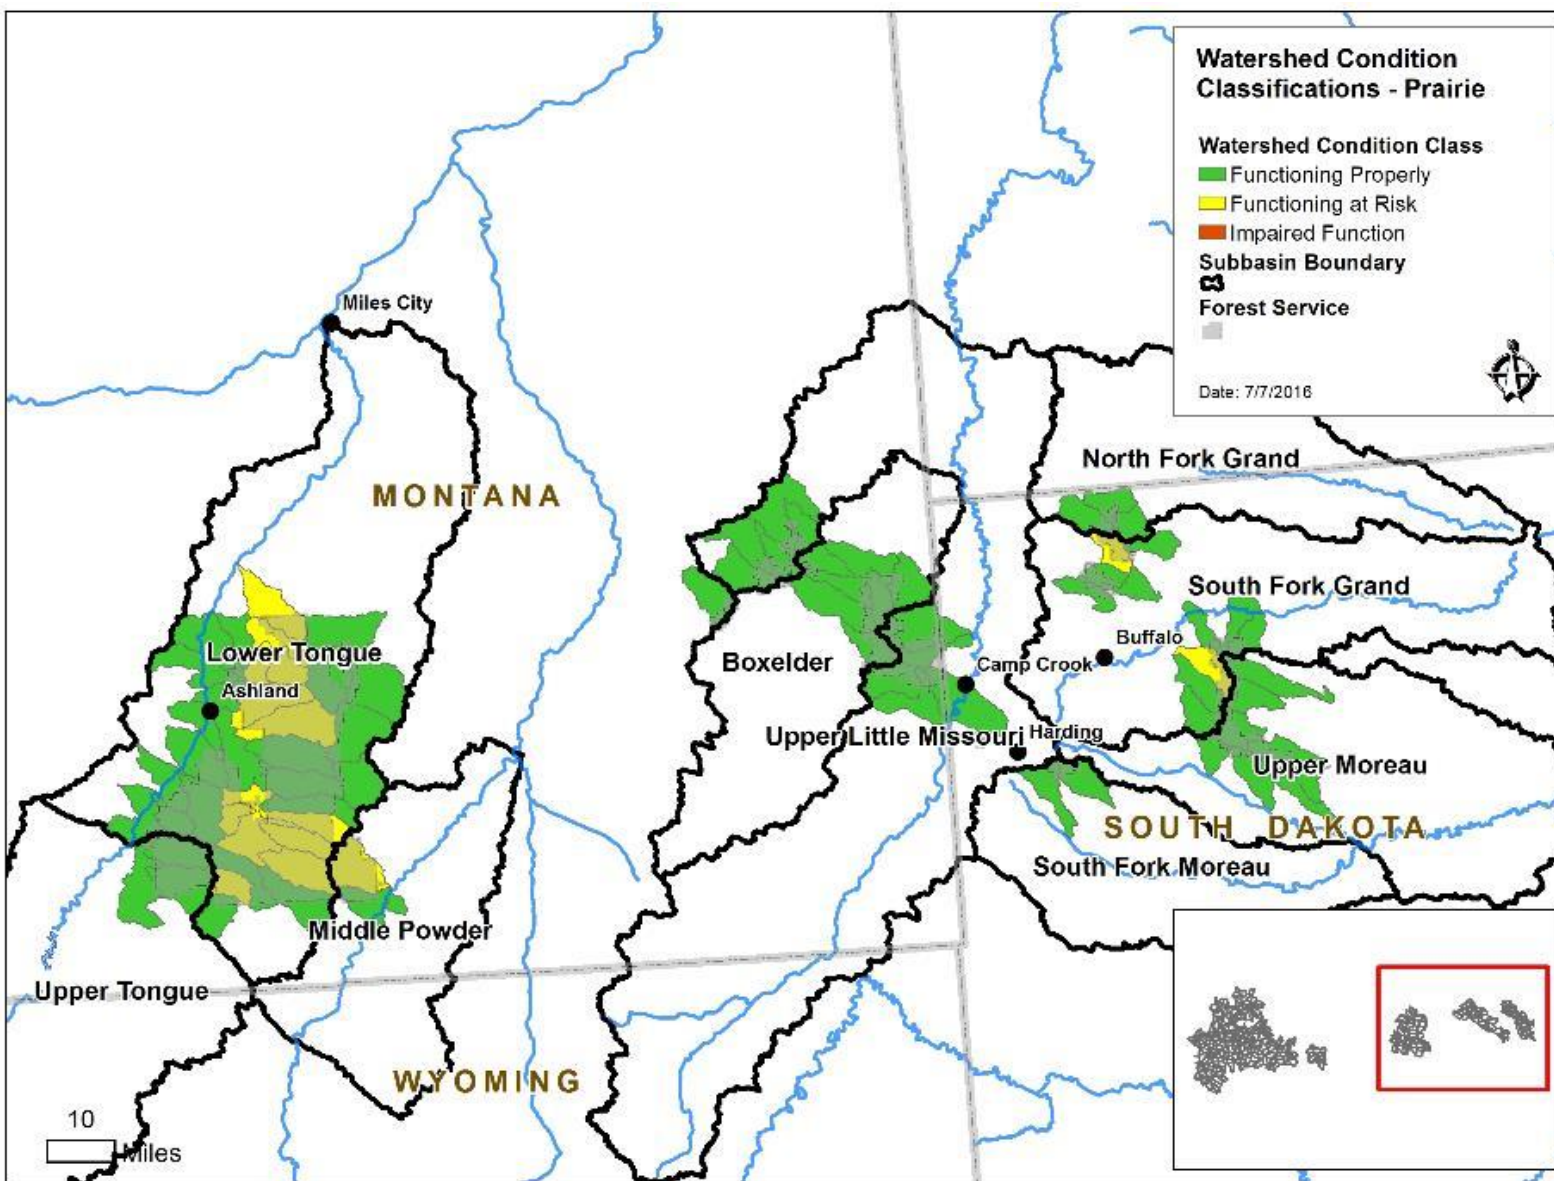 Watershed Condition
Classifications - Prairie
Watershed Condition Class
Functioning Properly
Functioning at Risk
Impaired Function
Subbasin Boundary
Forest Service
Date: 7/7/2016
Miles City
MONTANA
North Fork Grand
South Fork Grand
Buffalo
Lower Tongue
Ashland
Boxelder
Camp Crook
Upper Little Missouri
Harding
Upper Moreau
SOUTH DAKOTA
South Fork Moreau
Middle Powder
Upper Tongue
WYOMING
10
Miles